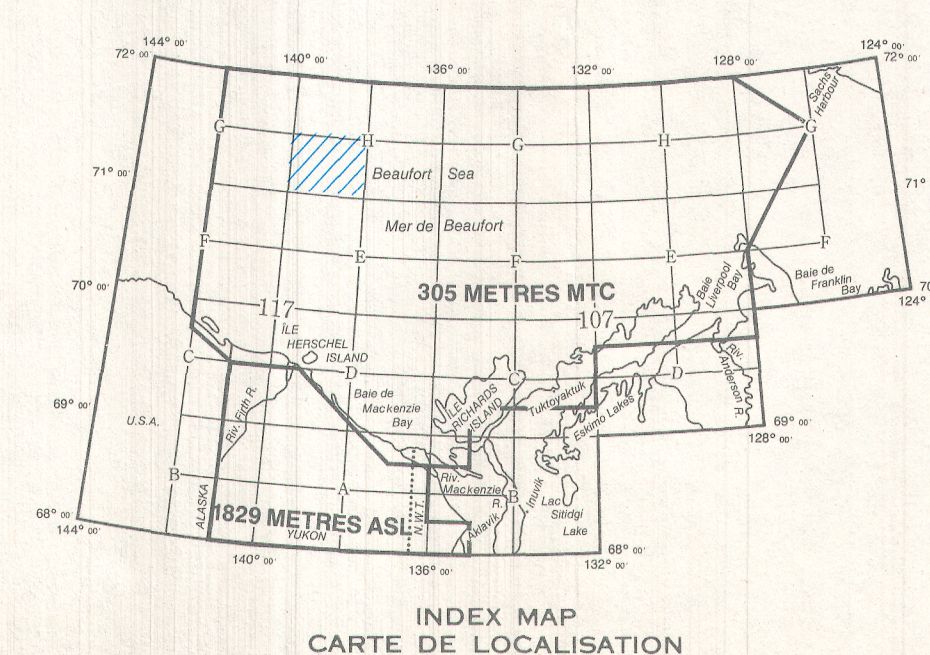 144° 00'
72° 00'
140° 00'
136° 00'
132° 00'
128° 00'
124° 00'
72° 00'
Sachs
Harbour
G
H
G
H
G
71° 00'
Beaufort Sea
71°
Mer de Beaufort
F
E
F
E
F
Baie
Liverpool
Bay
Baie de
Franklin
Bay
70° 00'
305 METRES MTC
70
124° 00'
117
107
ÎLE
HERSCHEL
ISLAND
C
D
C
D
Riv.
Anderson R.
Riv. Firth R.
Baie de
Mackenzie
Bay
ÎLE
RICHARDS
ISLAND
Tuktoyaktuk
Eskimo Lakes
69° 00'
69° 00'
128° 00'
U.S.A.
B
A
B
Riv.
Mackenzie
R.
Inuvik
Lac
Sitidgi
Lake
ALASKA
1829 METRES ASL
YUKON
N.W.T.
Aklavik
68° 00'
144° 00'
140° 00'
136° 00'
68° 00'
132° 00'
INDEX MAP
CARTE DE LOCALISATION